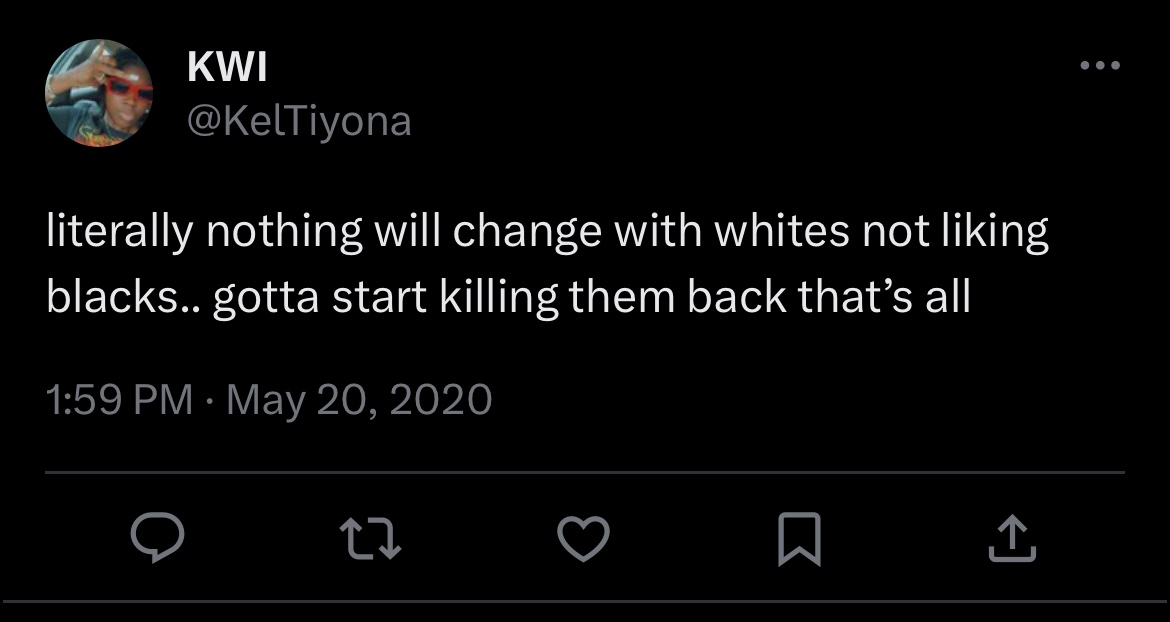 KWI
@KelTiyona
literally nothing will change with whites not liking
blacks.. gotta start killing them back that’s all
1:59 PM · May 20, 2020